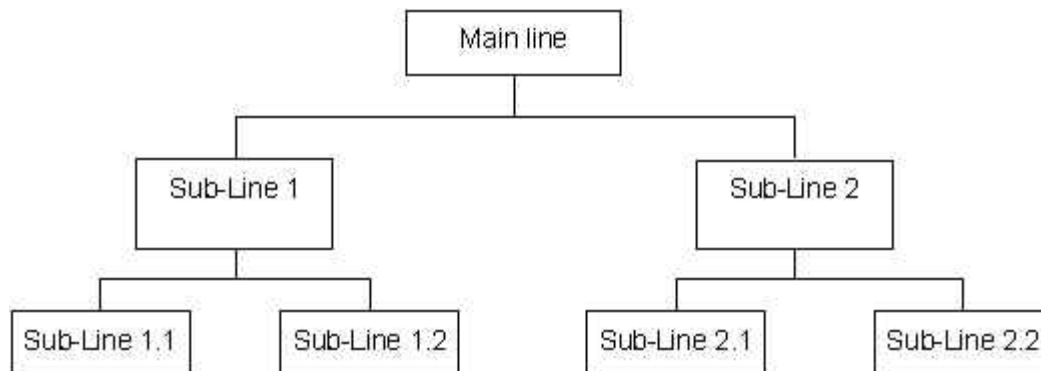 Main line
Sub-Line 1
Sub-Line 2
Sub-Line 1.1
Sub-Line 1.2
Sub-Line 2.1
Sub-Line 2.2